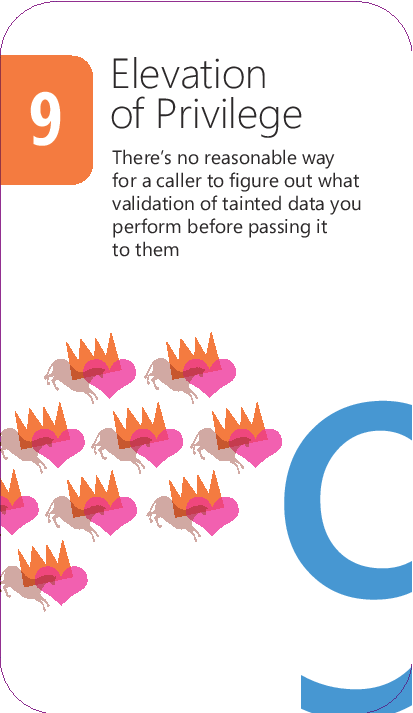 9
Elevation
of Privilege
There's no reasonable way
for a caller to figure out what
validation of tainted data you
perform before passing it
to them
9